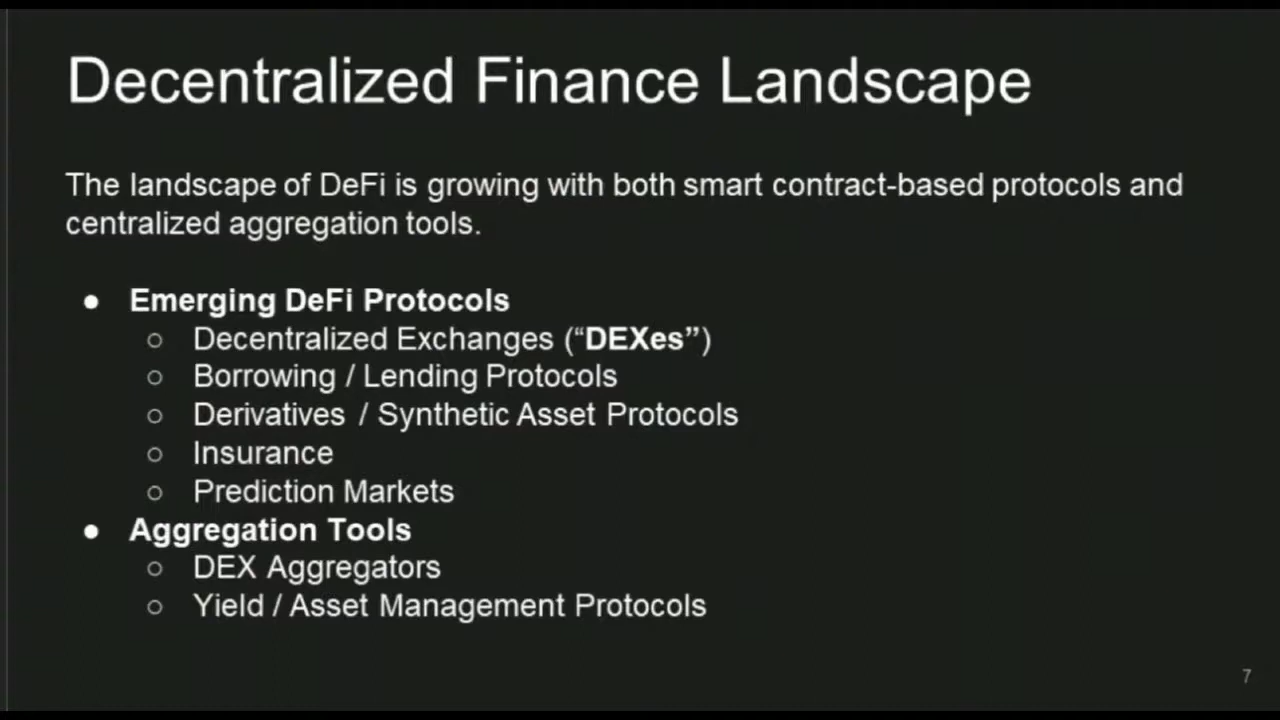 Decentralized Finance Landscape
The landscape of DeFi is growing with both smart contract-based protocols and
centralized aggregation tools.
● Emerging DeFi Protocols
○ Decentralized Exchanges (“DEXes”)
○ Borrowing / Lending Protocols
○ Derivatives / Synthetic Asset Protocols
○ Insurance
○ Prediction Markets
● Aggregation Tools
○ DEX Aggregators
○ Yield / Asset Management Protocols
7